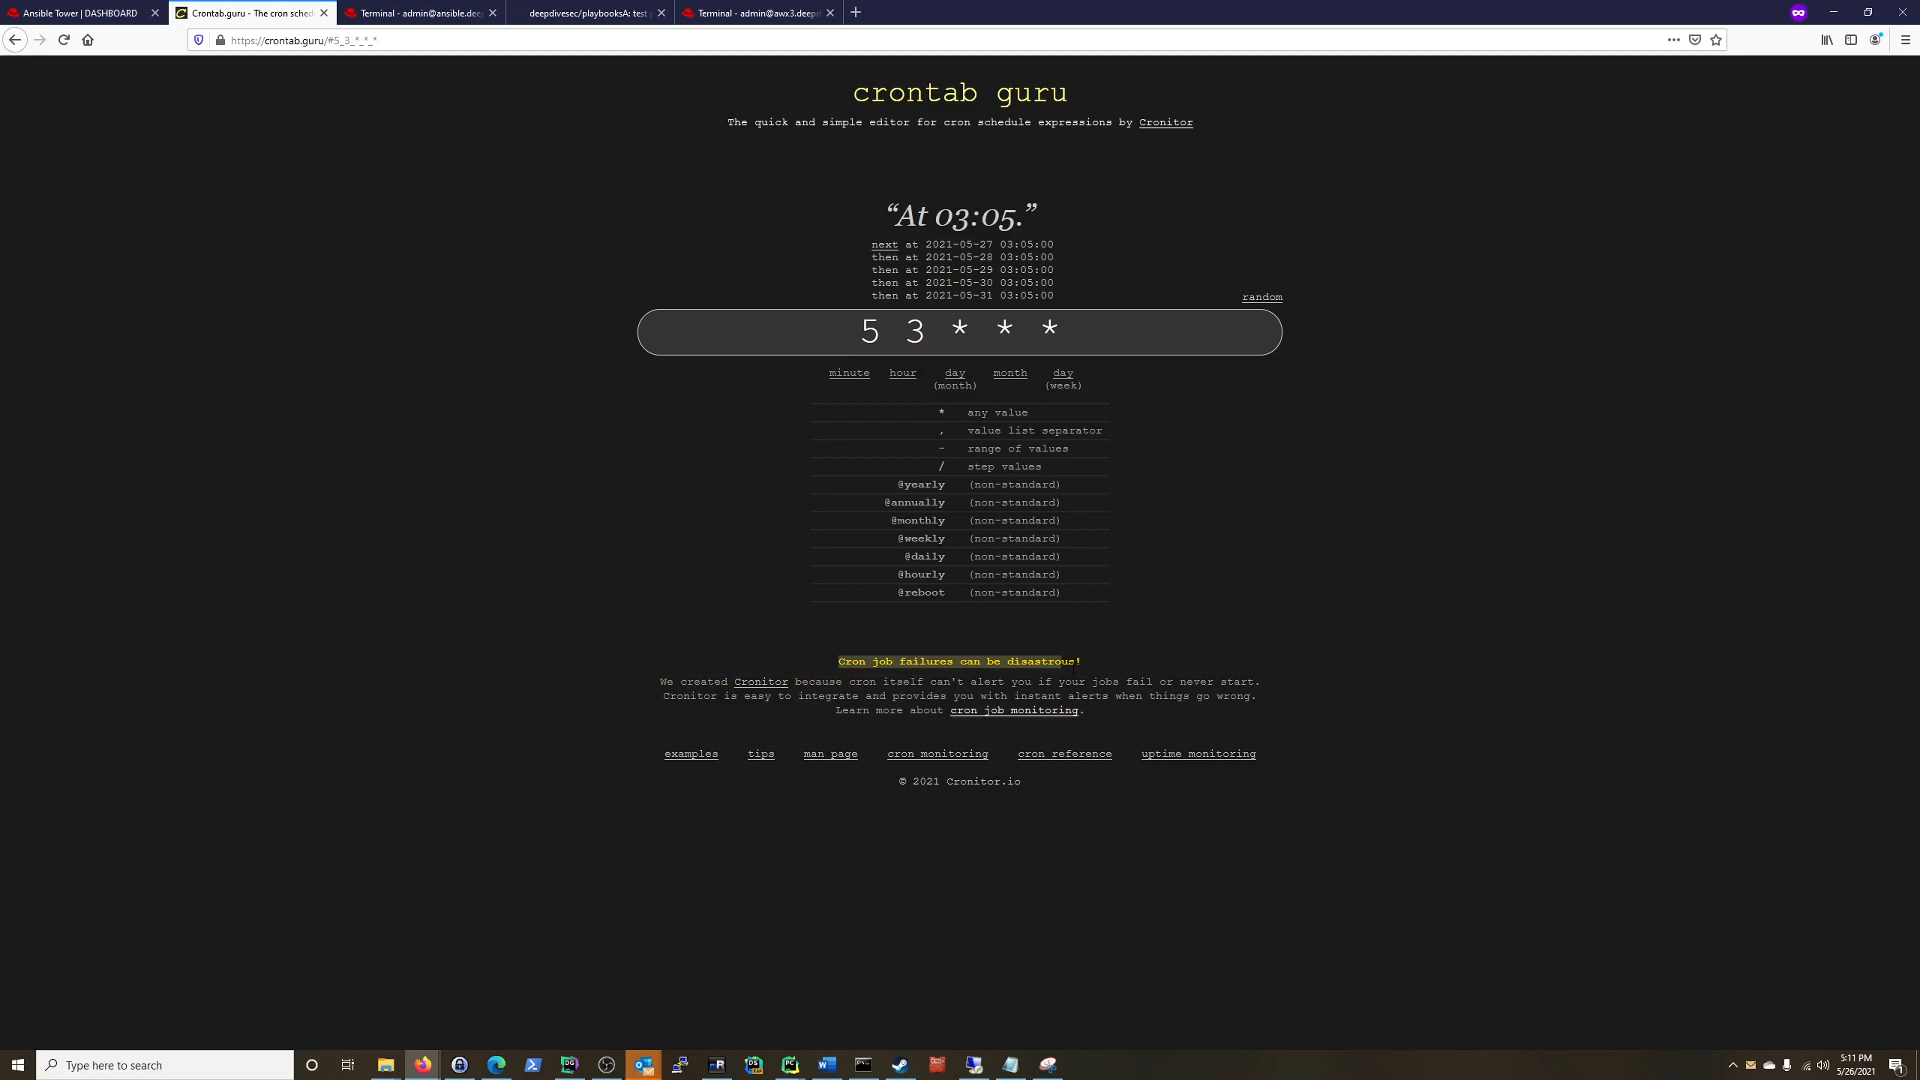 Ansible Tower | DASHBOARD
Crontab.guru - The cron sched
Terminal - admin@ansible.deep
deepdivesec/playbooksA: test p
Terminal - admin@awx3.deepd
https://crontab.guru/#5_3_*_*_*
crontab guru
The quick and simple editor for cron schedule expressions by Cronitor
“At 03:05.”
next at 2021-05-27 03:05:00
then at 2021-05-28 03:05:00
then at 2021-05-29 03:05:00
then at 2021-05-30 03:05:00
then at 2021-05-31 03:05:00
random
5 3 * * *
minute hour day (month) month day (week)
* any value
, value list separator
- range of values
/ step values
@yearly (non-standard)
@annually (non-standard)
@monthly (non-standard)
@weekly (non-standard)
@daily (non-standard)
@hourly (non-standard)
@reboot (non-standard)
Cron job failures can be disastrous!
We created Cronitor because cron itself can't alert you if your jobs fail or never start.
Cronitor is easy to integrate and provides you with instant alerts when things go wrong.
Learn more about cron job monitoring.
examples tips man page cron monitoring cron reference uptime monitoring
© 2021 Cronitor.io
Type here to search
5:11 PM
5/26/2021